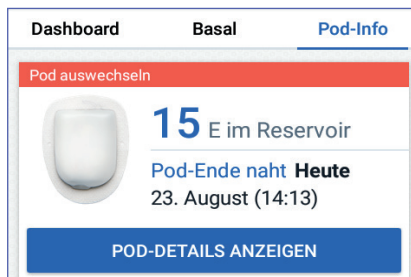 Dashboard Basal Pod-Info
Pod auswechseln
15 E im Reservoir
Pod-Ende naht Heute
23. August (14:13)
POD-DETAILS ANZEIGEN